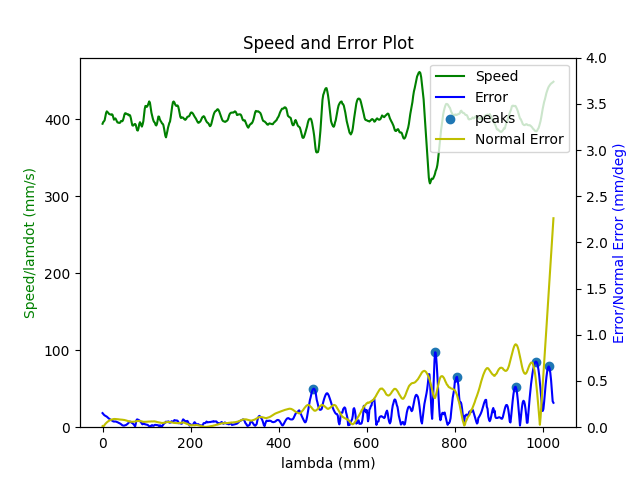 Speed and Error Plot
Speed
Error
peaks
Normal Error
Speed/lamdot (mm/s)
400
300
200
100
0
4.0
3.5
3.0
2.5
2.0
1.5
1.0
0.5
0.0
Error/Normal Error (mm/deg)
0 200 400 600 800 1000
lambda (mm)